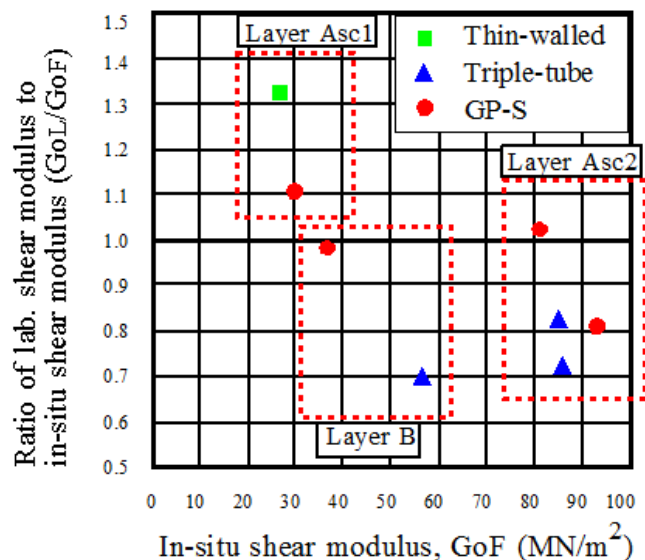 Ratio of lab. shear modulus to
in-situ shear modulus (GoL/GoF)
1.5
1.4
1.3
1.2
1.1
1.0
0.9
0.8
0.7
0.6
0.5
Layer Asc1
Thin-walled
Triple-tube
GP-S
Layer Asc2
Layer B
0 10 20 30 40 50 60 70 80 90 100
In-situ shear modulus, GoF (MN/m²)